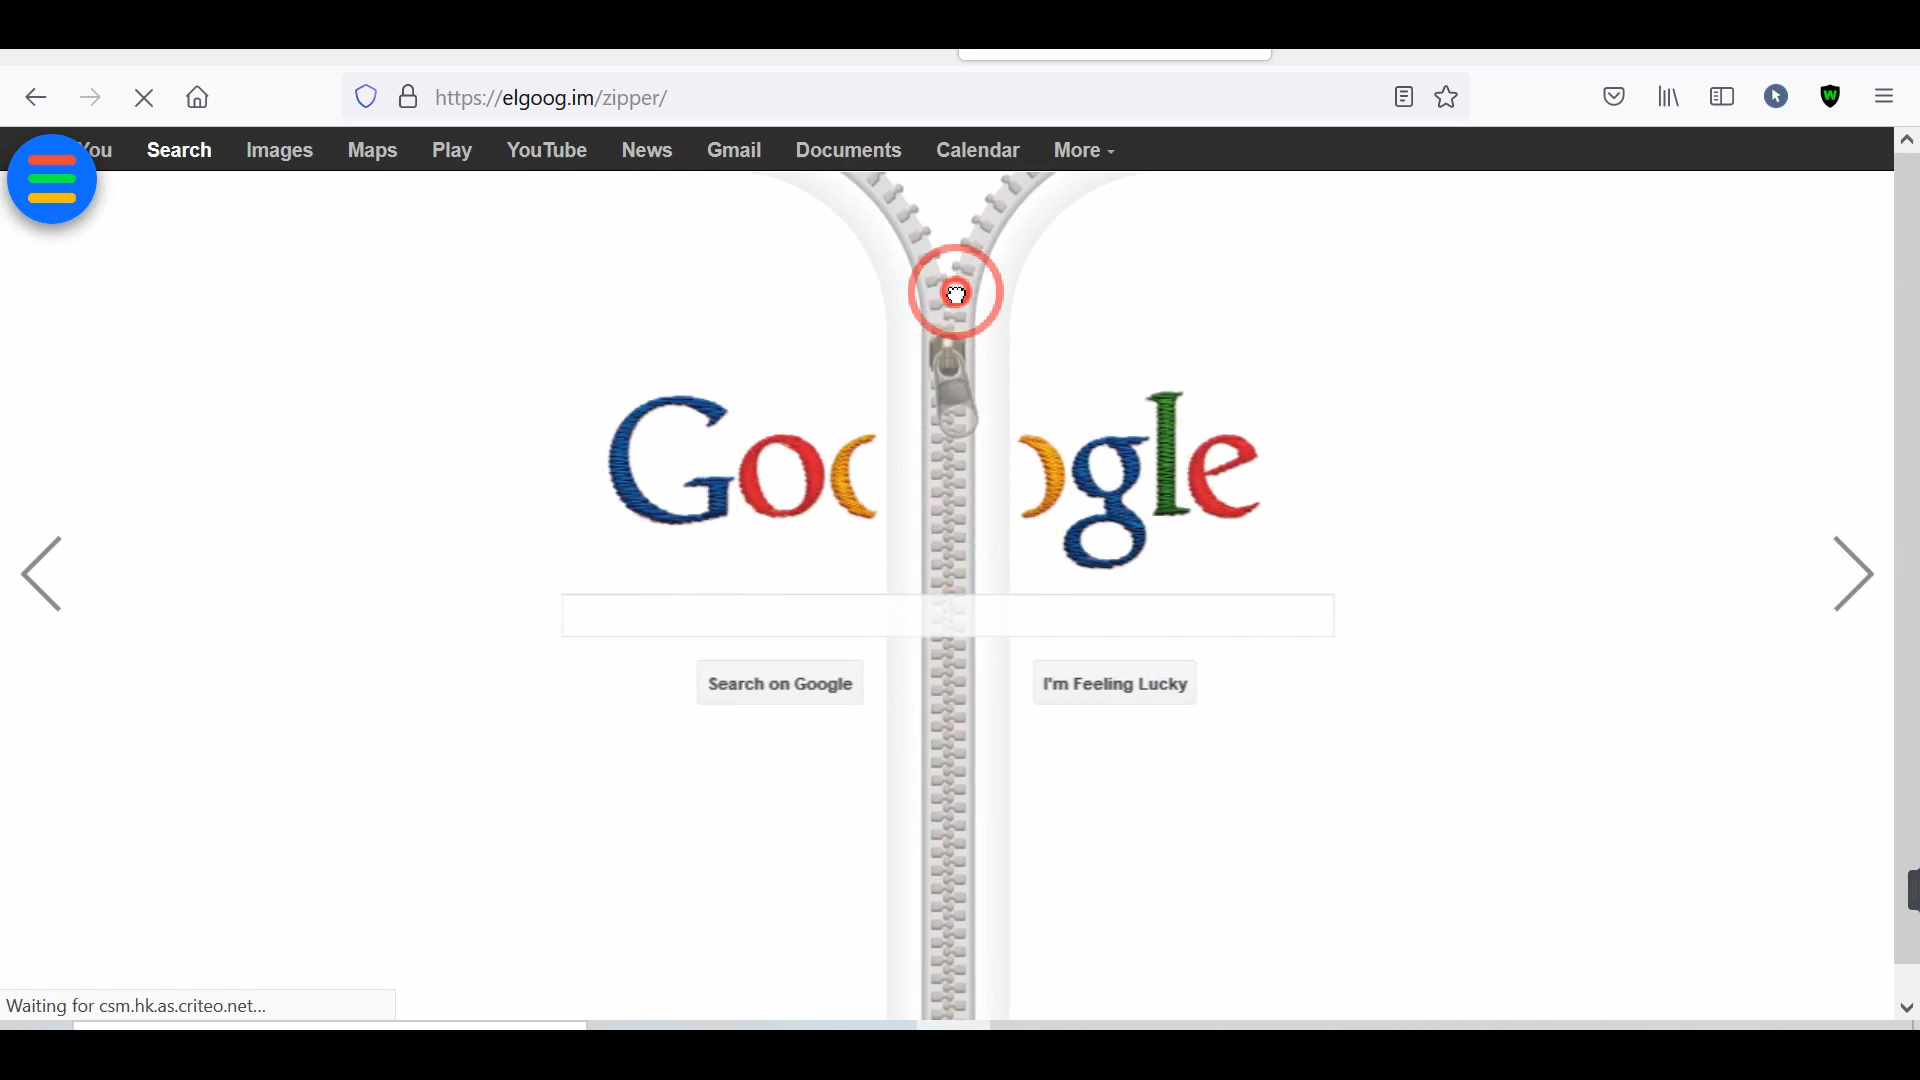 https://elgoog.im/zipper/
You Search Images Maps Play YouTube News Gmail Documents Calendar More
Google
Search on Google I'm Feeling Lucky
Waiting for csm.hk.as.criteo.net...